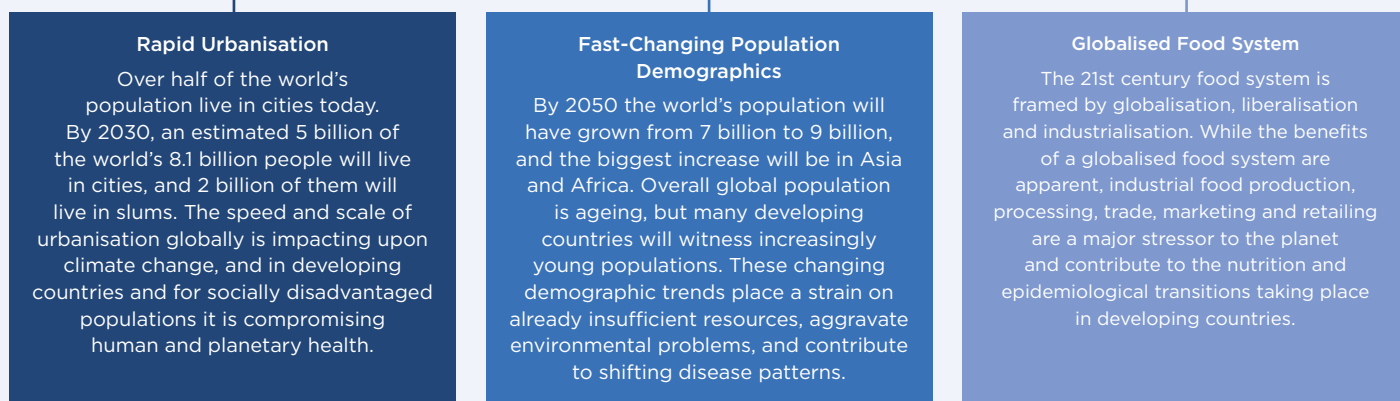 Rapid Urbanisation
Over half of the world’s
population live in cities today.
By 2030, an estimated 5 billion of
the world’s 8.1 billion people will live
in cities, and 2 billion of them will
live in slums. The speed and scale of
urbanisation globally is impacting upon
climate change, and in developing
countries and for socially disadvantaged
populations it is compromising
human and planetary health.
Fast-Changing Population
Demographics
By 2050 the world’s population will
have grown from 7 billion to 9 billion,
and the biggest increase will be in Asia
and Africa. Overall global population
is ageing, but many developing
countries will witness increasingly
young populations. These changing
demographic trends place a strain on
already insufficient resources, aggravate
environmental problems, and contribute
to shifting disease patterns.
Globalised Food System
The 21st century food system is
framed by globalisation, liberalisation
and industrialisation. While the benefits
of a globalised food system are
apparent, industrial food production,
processing, trade, marketing and retailing
are a major stressor to the planet
and contribute to the nutrition and
epidemiological transitions taking place
in developing countries.